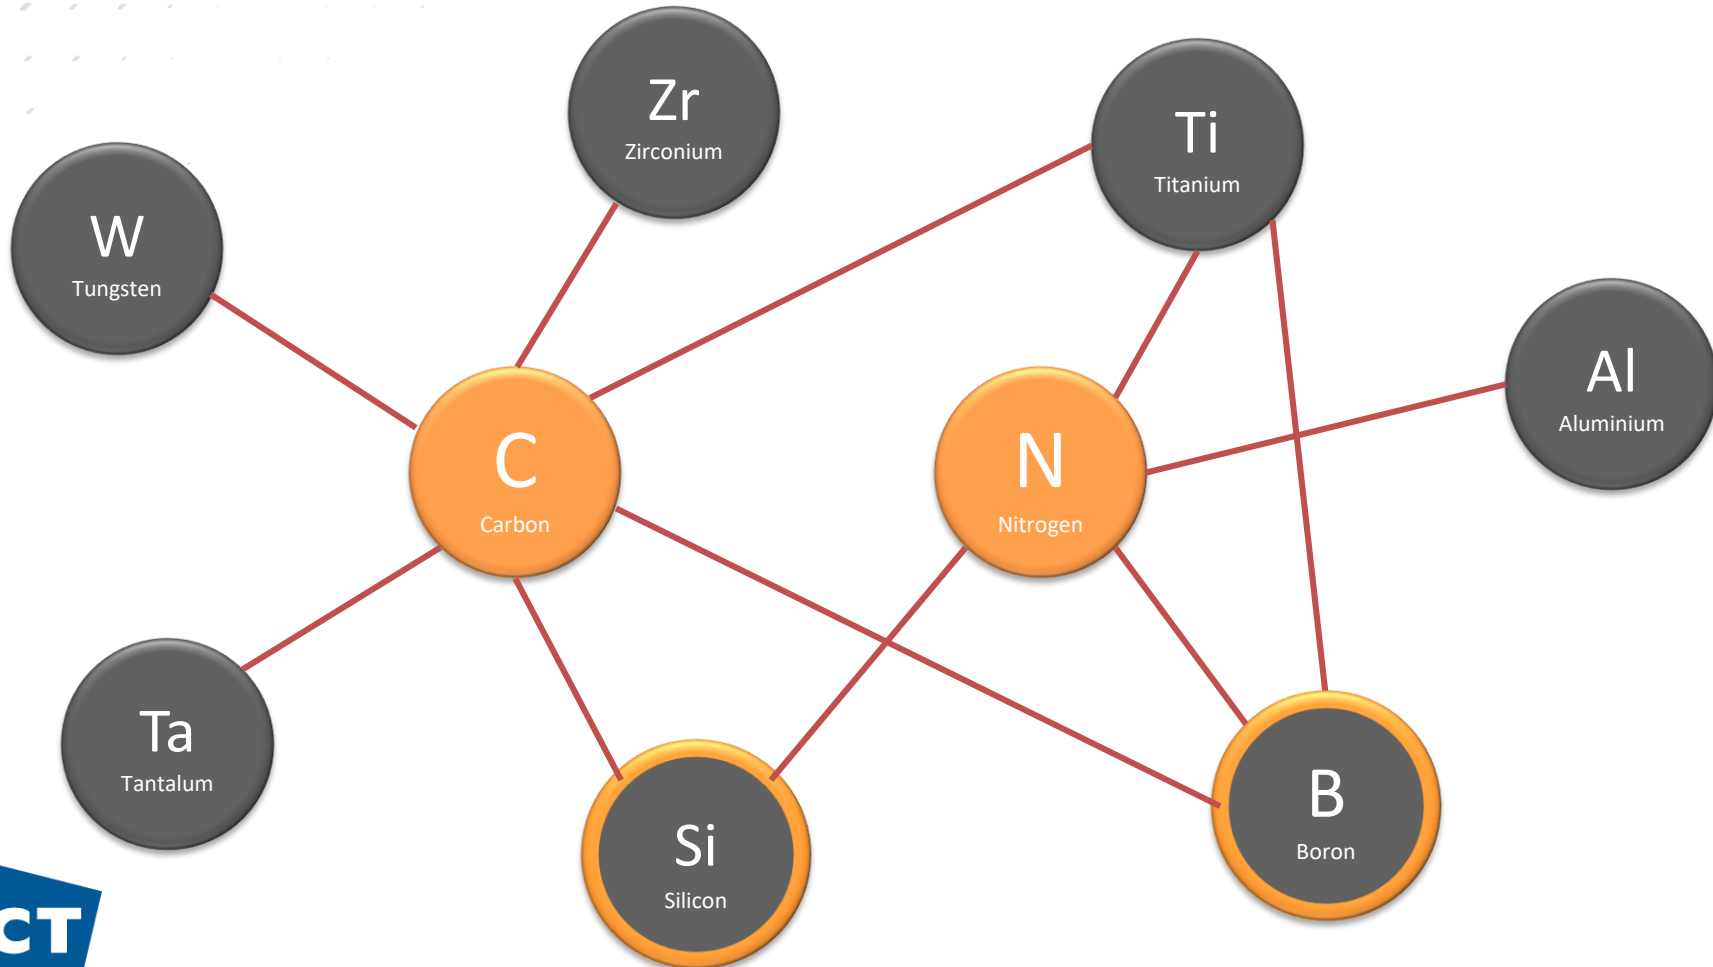 Zr
Zirconium
Ti
Titanium
W
Tungsten
Al
Aluminium
C
Carbon
N
Nitrogen
Ta
Tantalum
Si
Silicon
B
Boron
CT